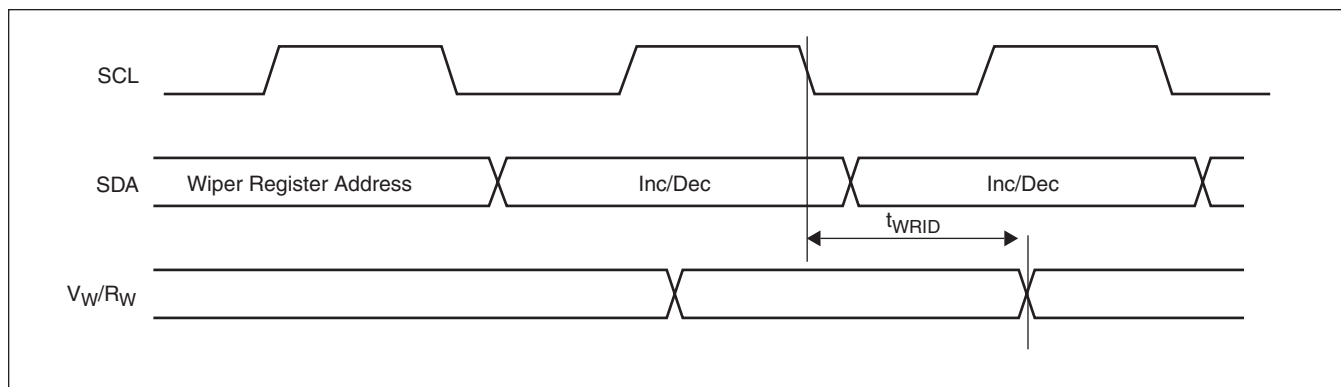 SCL
SDA
Wiper Register Address
Inc/Dec
Inc/Dec
tWRID
VW/RW